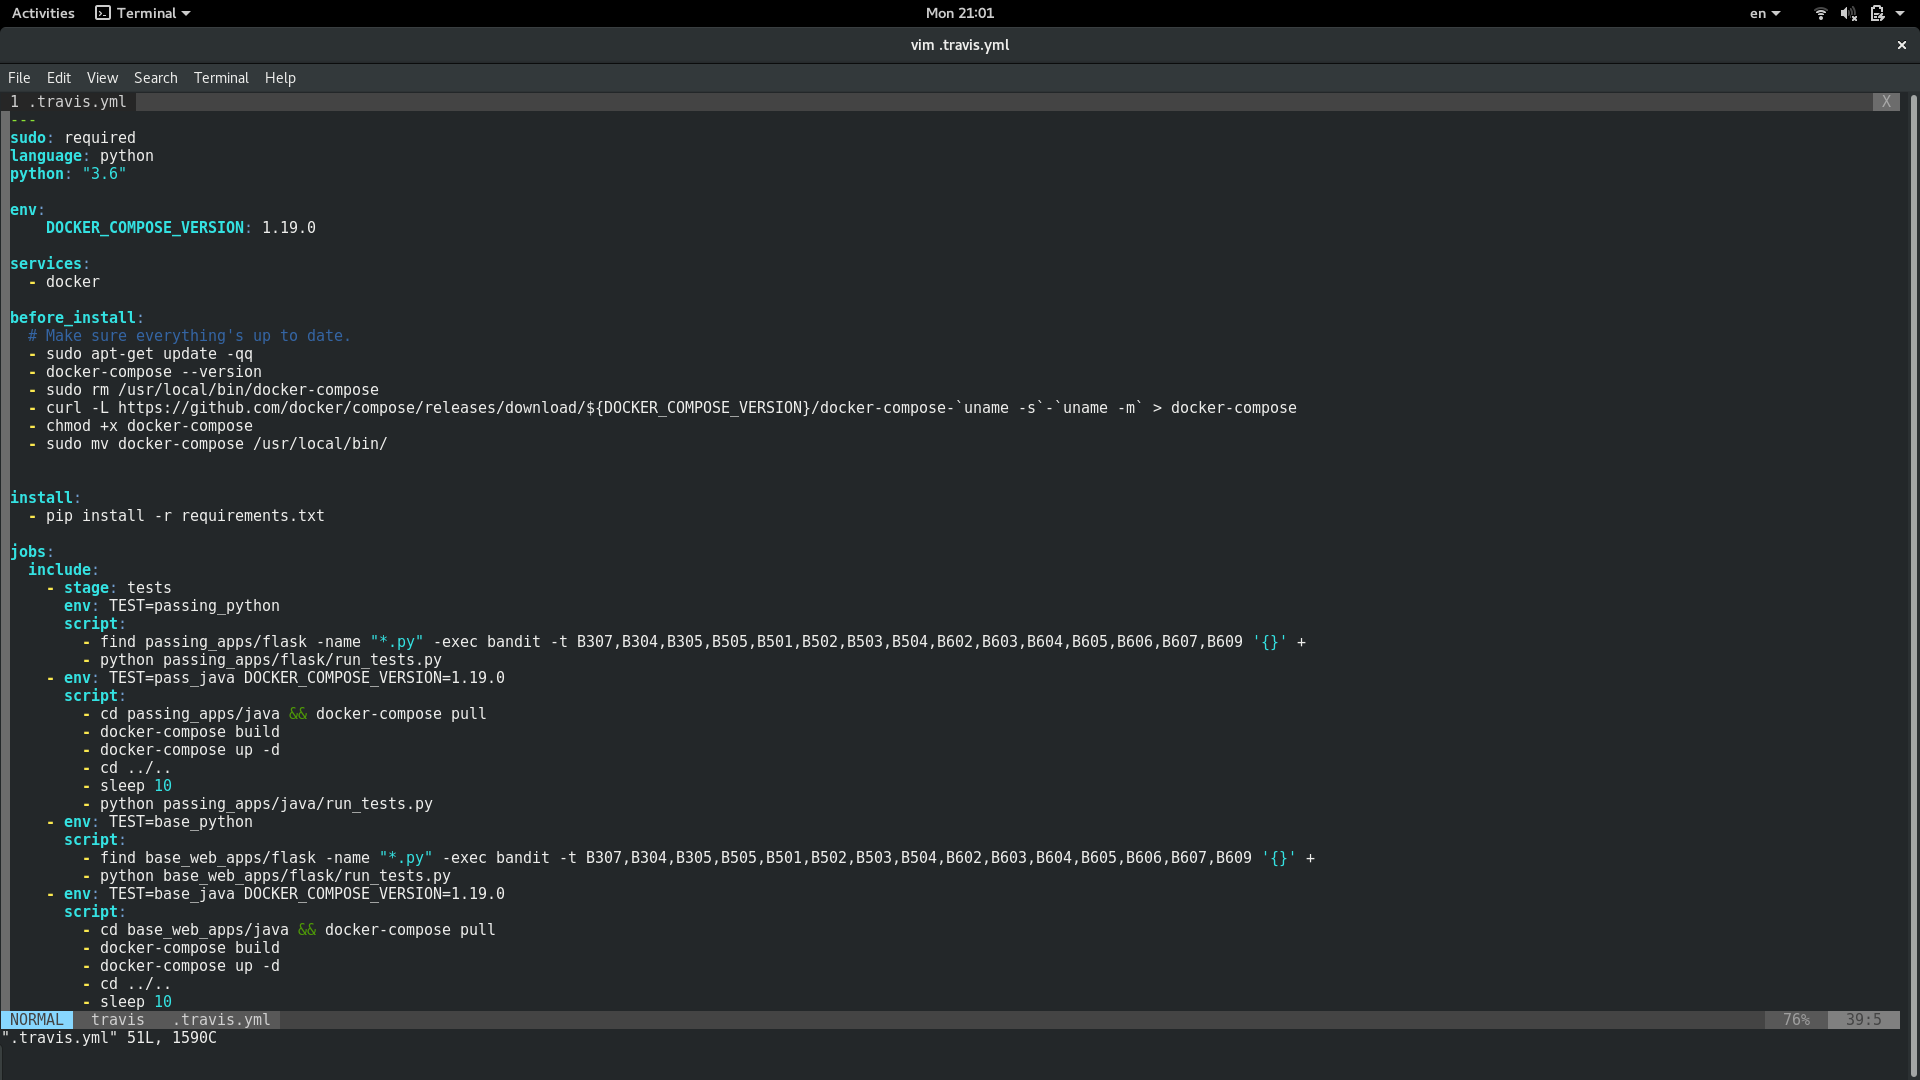 Activities Terminal Mon 21:01 en
vim .travis.yml ×
File Edit View Search Terminal Help
1 .travis.yml X
---
sudo: required
language: python
python: "3.6"
env:
    DOCKER_COMPOSE_VERSION: 1.19.0
services:
  - docker
before_install:
  # Make sure everything's up to date.
  - sudo apt-get update -qq
  - docker-compose --version
  - sudo rm /usr/local/bin/docker-compose
  - curl -L https://github.com/docker/compose/releases/download/${DOCKER_COMPOSE_VERSION}/docker-compose-`uname -s`-`uname -m` > docker-compose
  - chmod +x docker-compose
  - sudo mv docker-compose /usr/local/bin/
install:
  - pip install -r requirements.txt
jobs:
  include:
    - stage: tests
      env: TEST=passing_python
      script:
        - find passing_apps/flask -name "*.py" -exec bandit -t B307,B304,B305,B505,B501,B502,B503,B504,B602,B603,B604,B605,B606,B607,B609 '{}' +
        - python passing_apps/flask/run_tests.py
    - env: TEST=pass_java DOCKER_COMPOSE_VERSION=1.19.0
      script:
        - cd passing_apps/java && docker-compose pull
        - docker-compose build
        - docker-compose up -d
        - cd ../..
        - sleep 10
        - python passing_apps/java/run_tests.py
    - env: TEST=base_python
      script:
        - find base_web_apps/flask -name "*.py" -exec bandit -t B307,B304,B305,B505,B501,B502,B503,B504,B602,B603,B604,B605,B606,B607,B609 '{}' +
        - python base_web_apps/flask/run_tests.py
    - env: TEST=base_java DOCKER_COMPOSE_VERSION=1.19.0
      script:
        - cd base_web_apps/java && docker-compose pull
        - docker-compose build
        - docker-compose up -d
        - cd ../..
        - sleep 10
NORMAL travis .travis.yml 76% 39:5
".travis.yml" 51L, 1590C